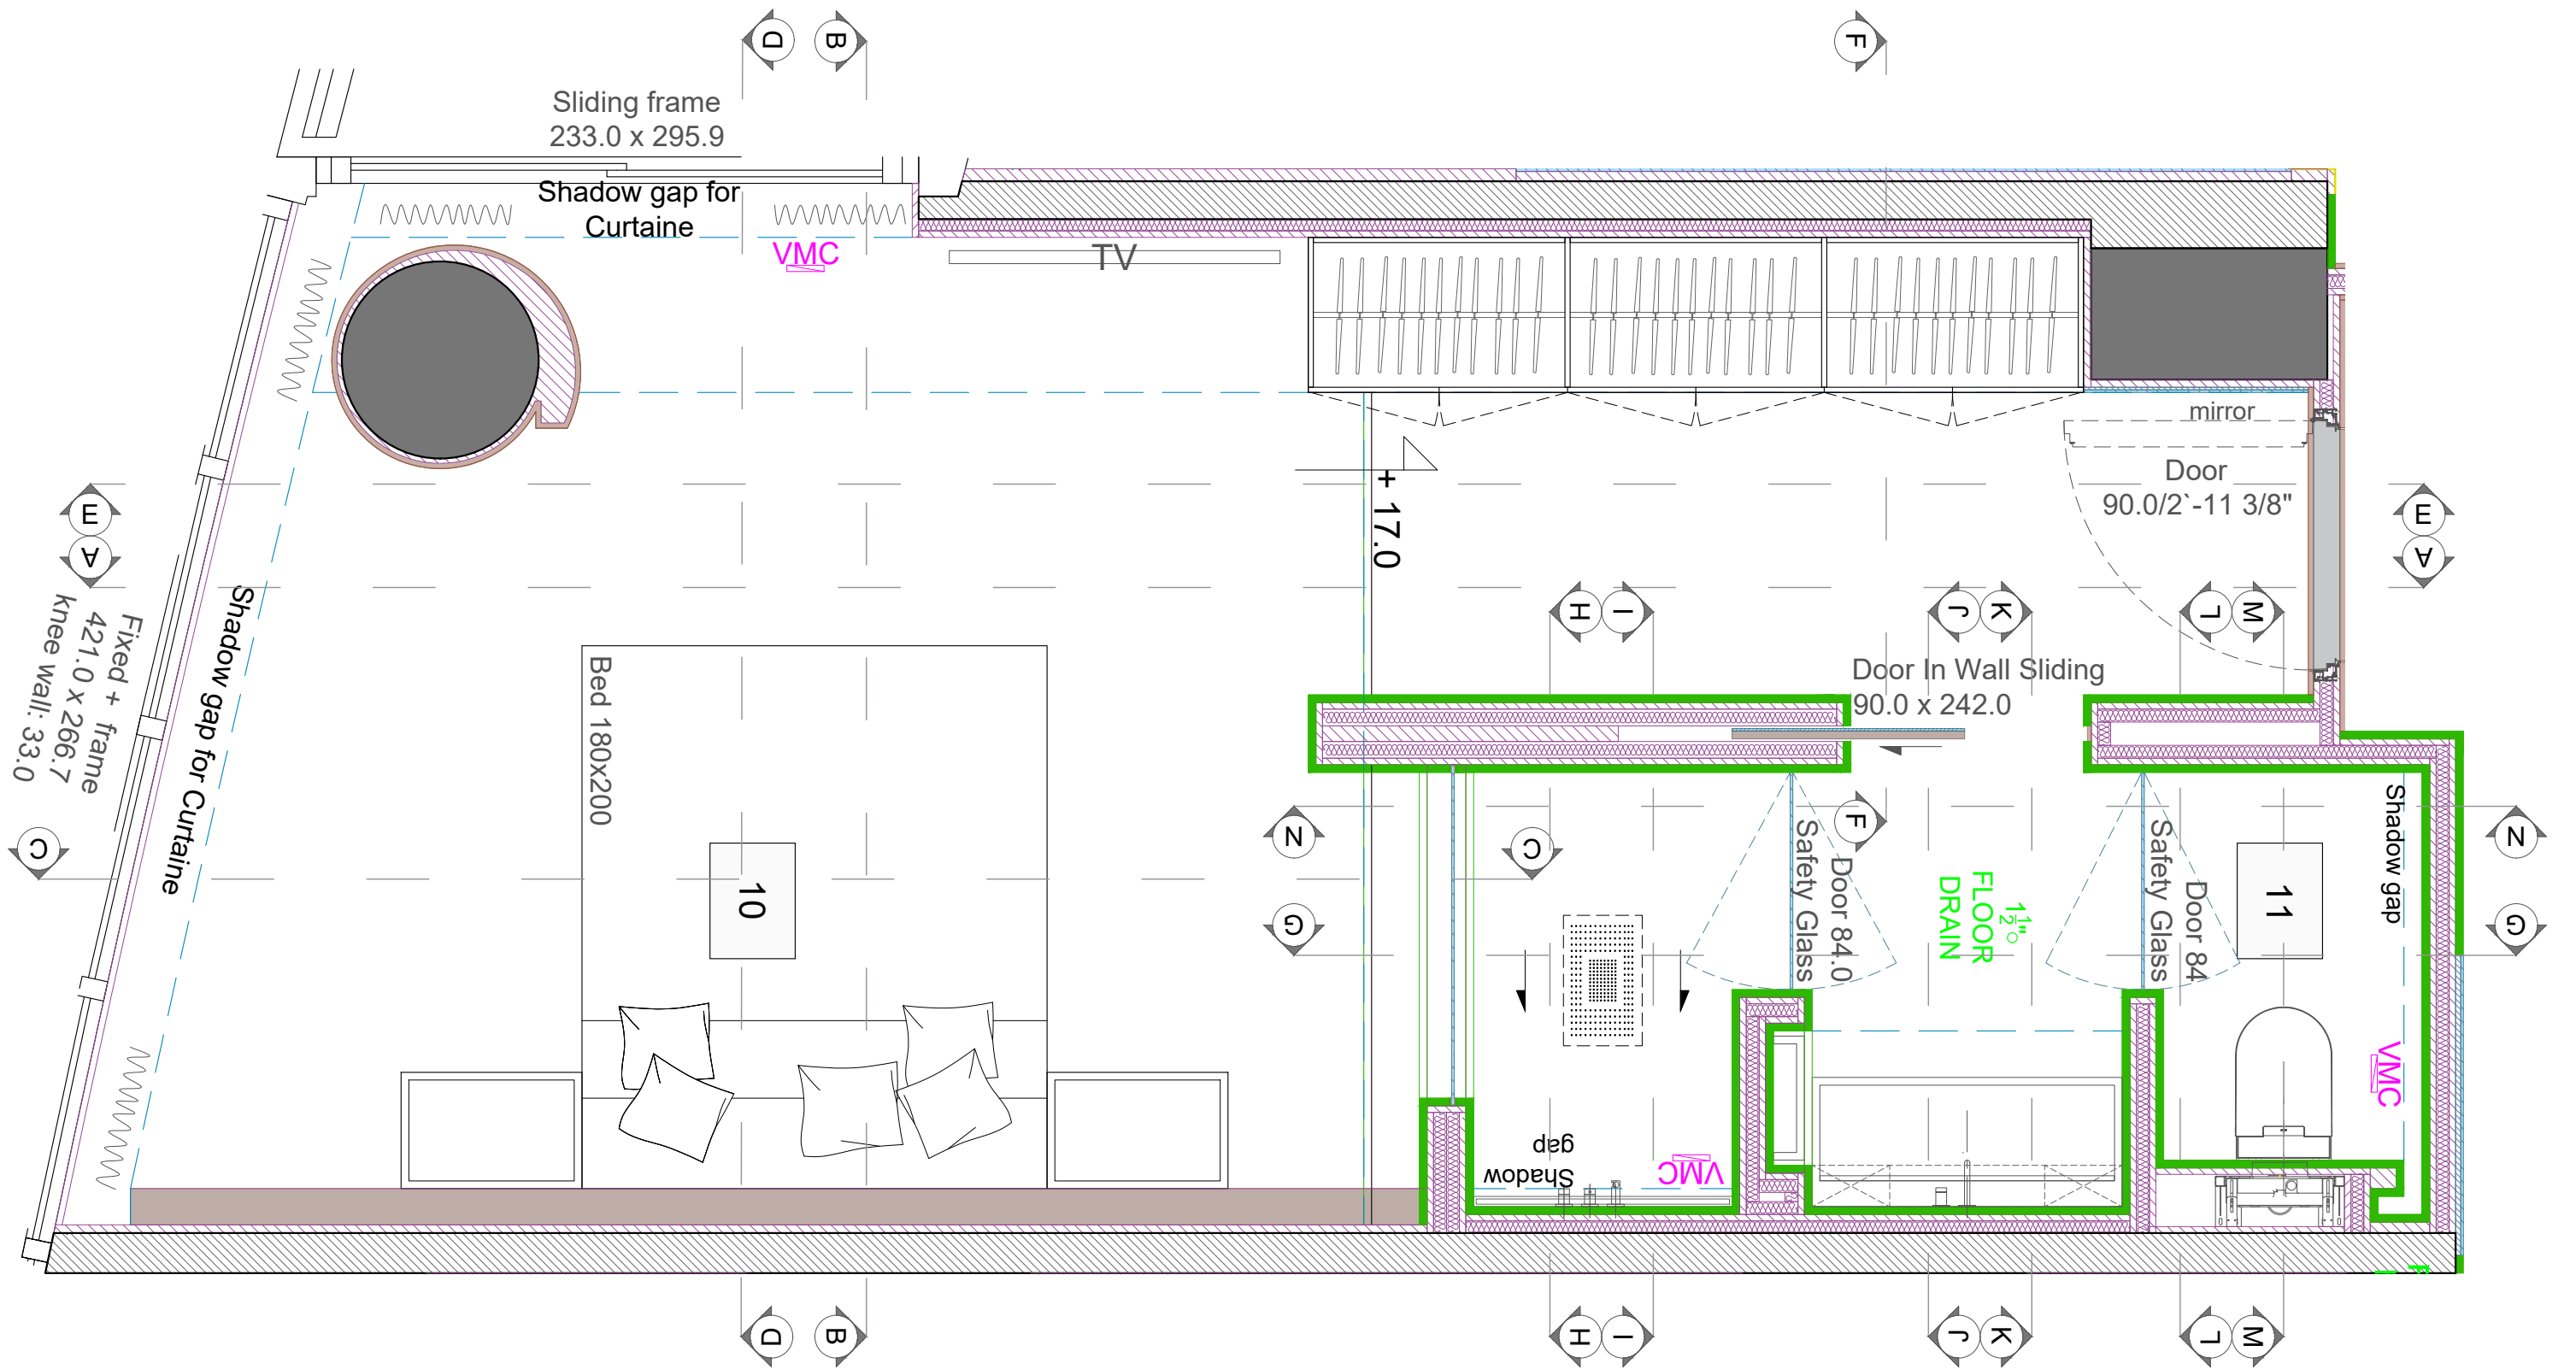 D
B
F
Sliding frame
233.0 x 295.9
Shadow gap for
Curtaine
VMC
TV
mirror
Door
90.0/2`-11 3/8"
E
A
E
A
+ 17.0
H
I
J
K
L
M
Fixed + frame
421.0 x 266.7
knee wall: 33.0
Shadow gap for Curtaine
Bed 180x200
Door In Wall Sliding
90.0 x 242.0
C
N
C
F
N
G
G
10
Door 84.0
Safety Glass
1 1/2"
FLOOR
DRAIN
Door 84
Safety Glass
11
Shadow gap
VMC
Shadow
gap
VMC
D
B
H
I
J
K
L
M